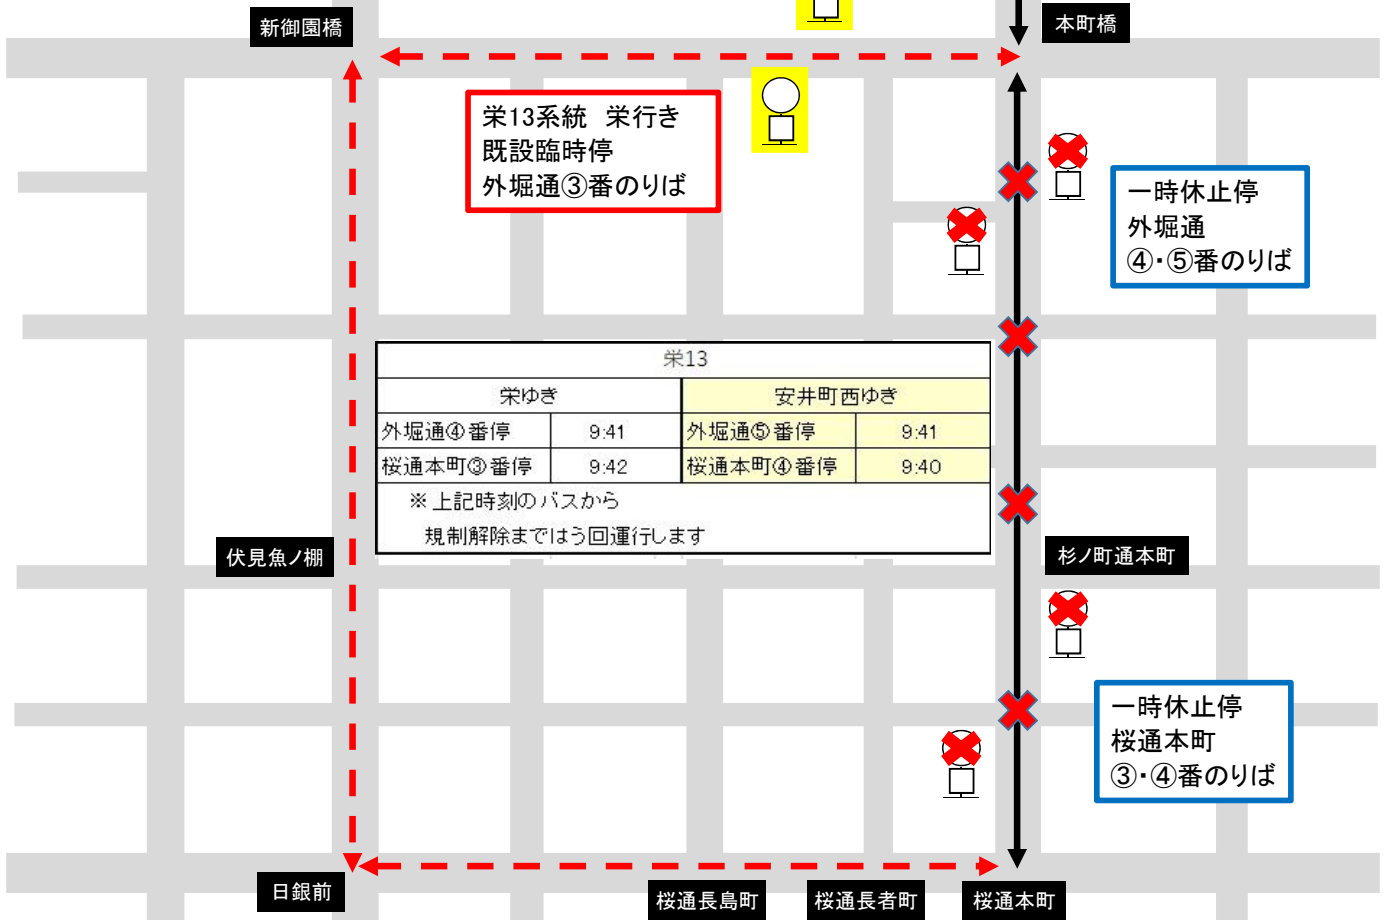 新御園橋
本町橋
栄13系統　栄行き
既設臨時停
外堀通③番のりば
一時休止停
外堀通
④・⑤番のりば
栄13
栄ゆき
安井町西ゆき
外堀通④番停
9:41
外堀通⑤番停
9:41
桜通本町③番停
9:42
桜通本町④番停
9:40
※上記時刻のバスから
規制解除まではう回運行します
伏見魚ノ棚
杉ノ町通本町
一時休止停
桜通本町
③・④番のりば
日銀前
桜通長島町
桜通長者町
桜通本町